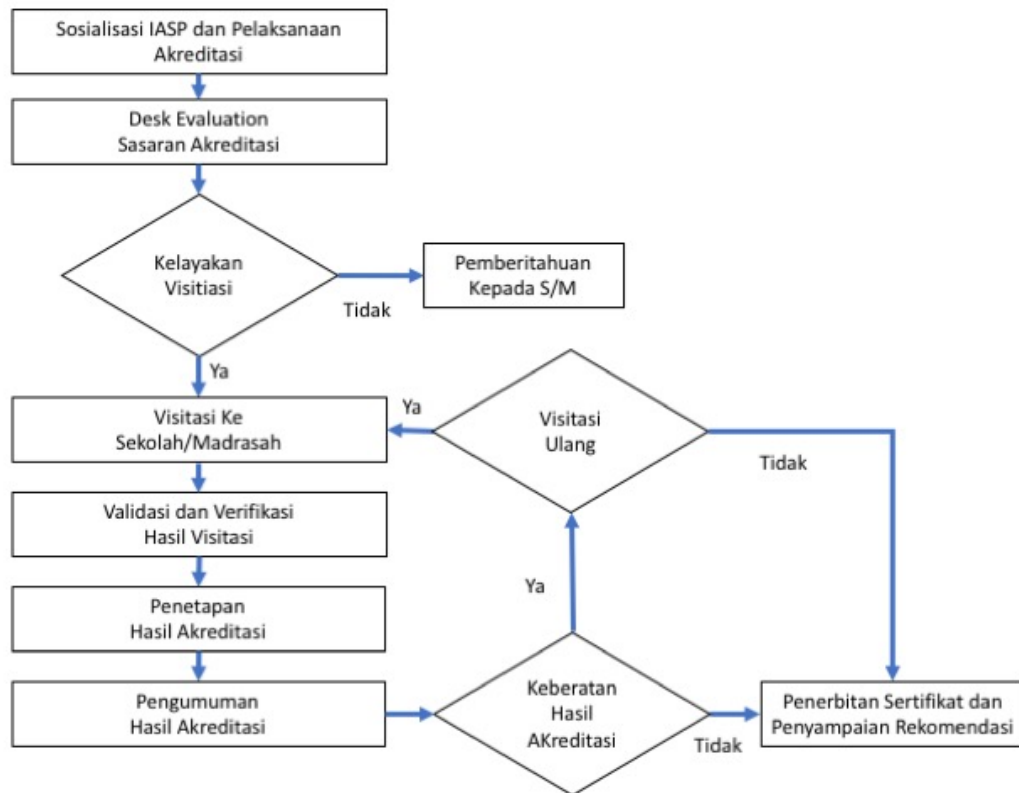 Sosialisasi IASP dan Pelaksanaan
Akreditasi
Desk Evaluation
Sasaran Akreditasi
Kelayakan
Visitiasi
Tidak
Pemberitahuan
Kepada S/M
Ya
Visitasi Ke
Sekolah/Madrasah
Ya
Visitasi
Ulang
Tidak
Validasi dan Verifikasi
Hasil Visitasi
Ya
Penetapan
Hasil Akreditasi
Pengumuman
Hasil Akreditasi
Keberatan
Hasil
AKreditasi
Tidak
Penerbitan Sertifikat dan
Penyampaian Rekomendasi